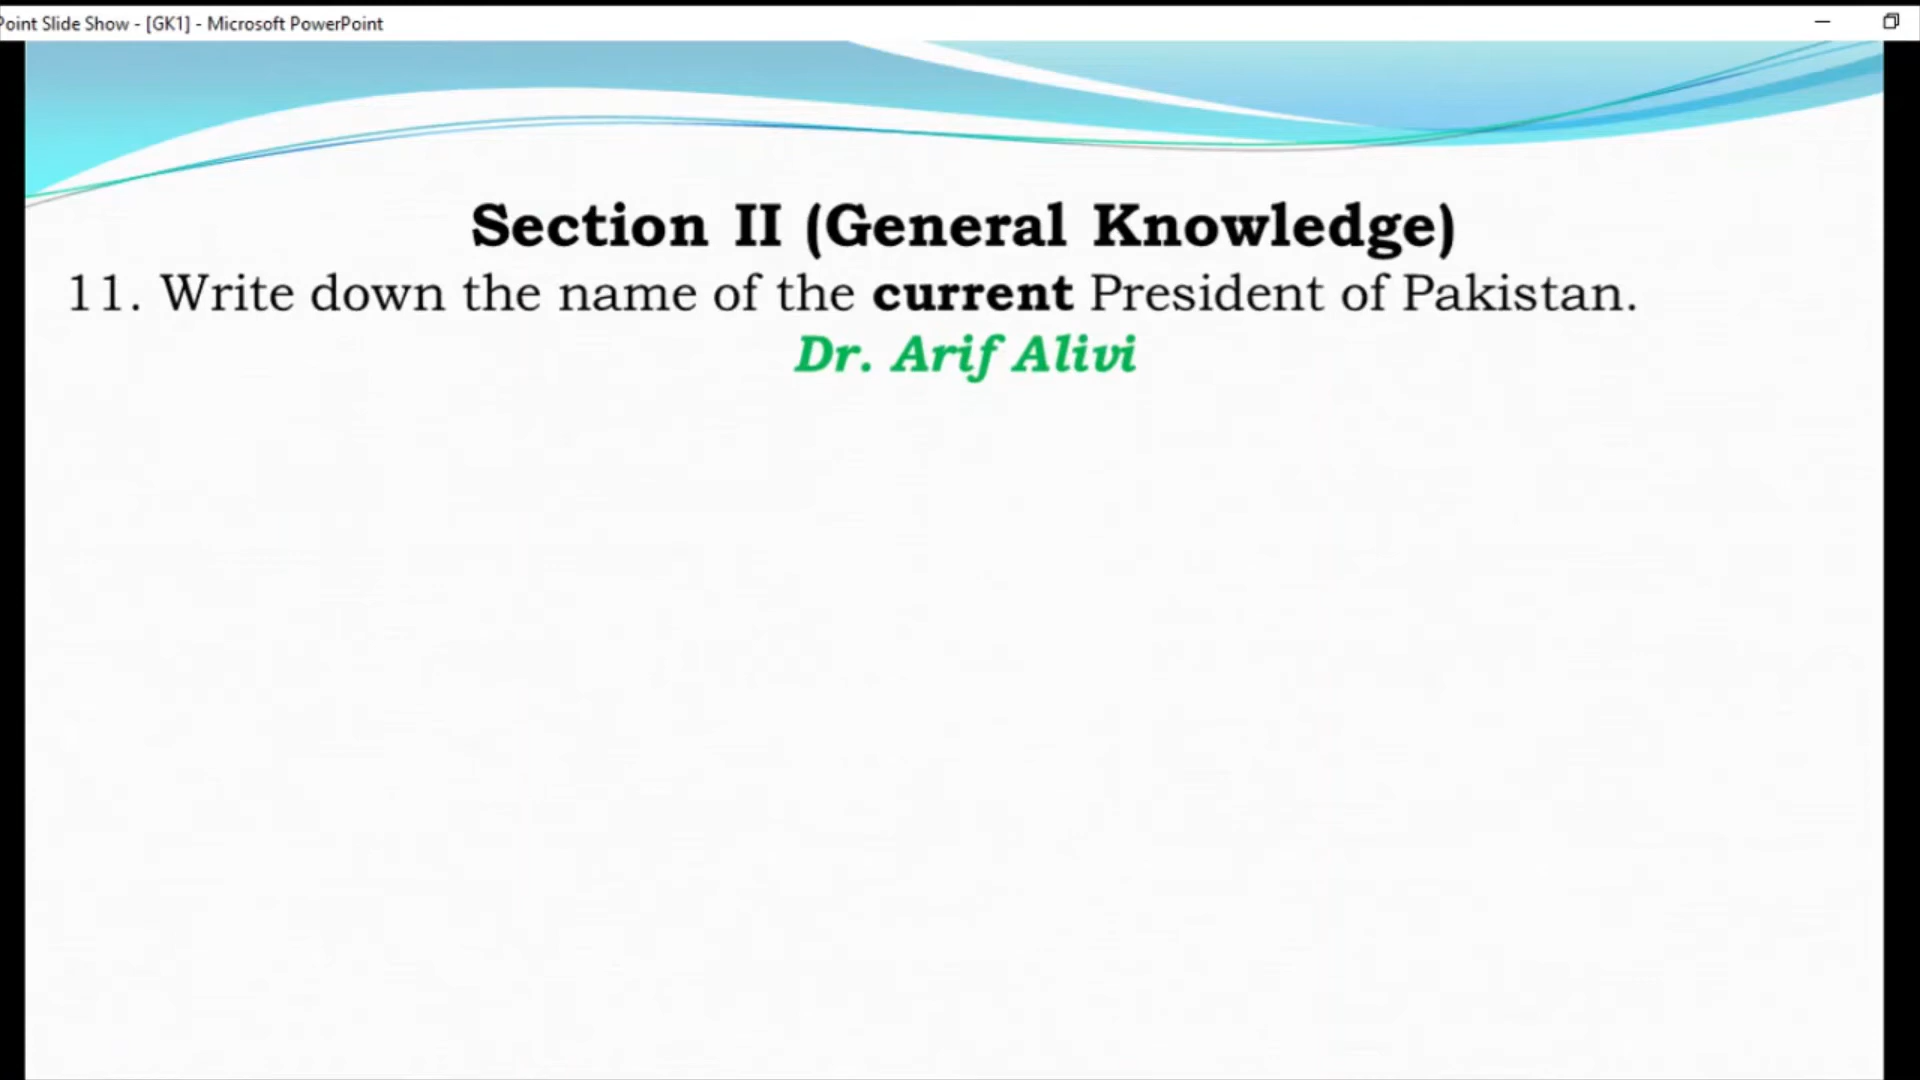 Point Slide Show - [GK1] - Microsoft PowerPoint
Section II (General Knowledge)
11. Write down the name of the current President of Pakistan.
Dr. Arif Alivi